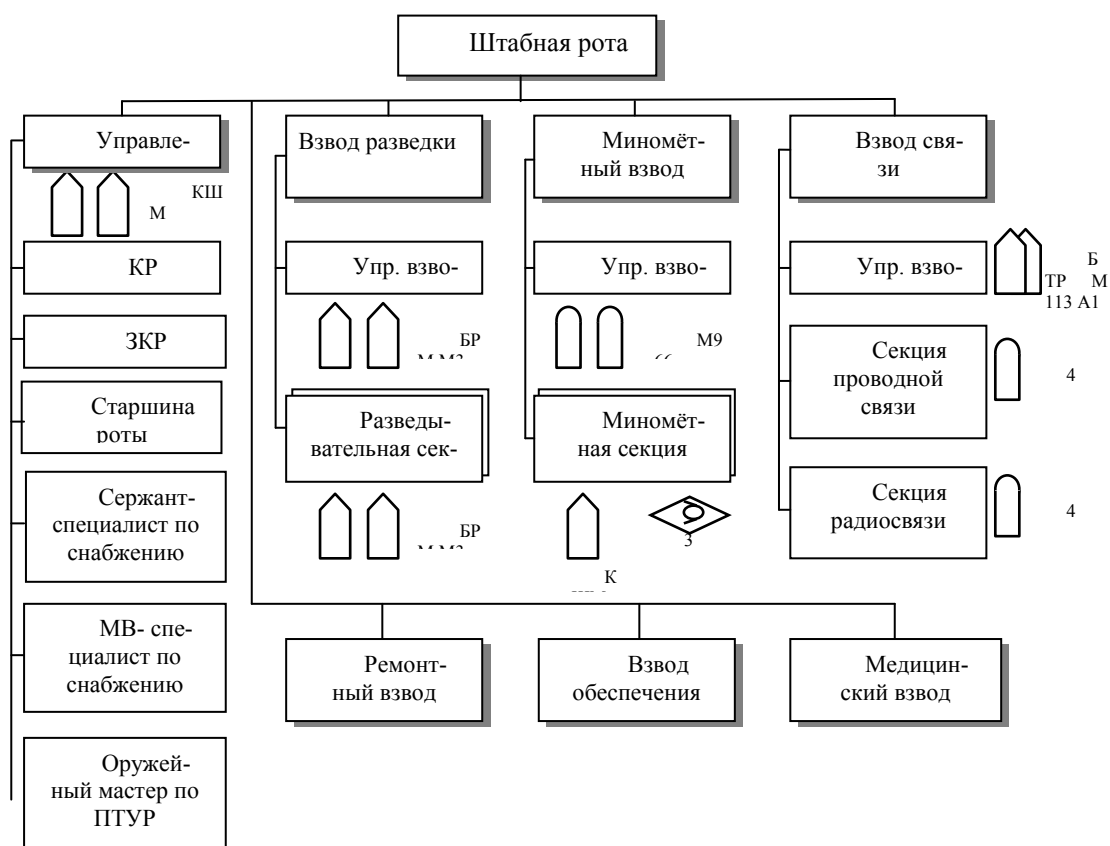 Штабная рота
Управле-
КШ
М
КР
ЗКР
Старшина
роты
Сержант-
специалист по
снабжению
МВ- спе-
циалист по
снабжению
Оружей-
ный мастер по
ПТУР
Взвод разведки
Упр. взво-
БР
Разведы-
вательная сек-
БР
Миномёт-
ный взвод
Упр. взво-
М9
Миномёт-
ная секция
3
К
Взвод свя-
зи
Упр. взво-
Б
ТР М
113 А1
Секция
проводной
связи
4
Секция
радиосвязи
4
Ремонт-
ный взвод
Взвод
обеспечения
Медицин-
ский взвод